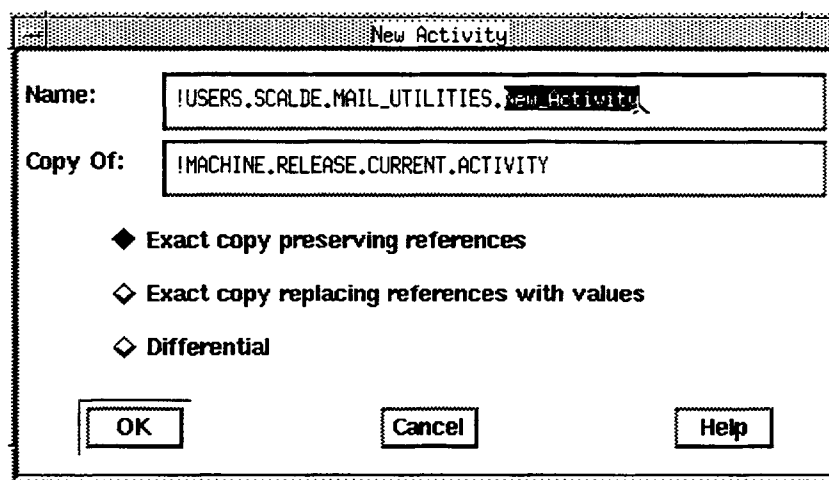 New Activity
Name: !USERS.SCALDE.MAIL_UTILITIES.New_Activity
Copy Of: !MACHINE.RELEASE.CURRENT.ACTIVITY
Exact copy preserving references
Exact copy replacing references with values
Differential
OK Cancel Help